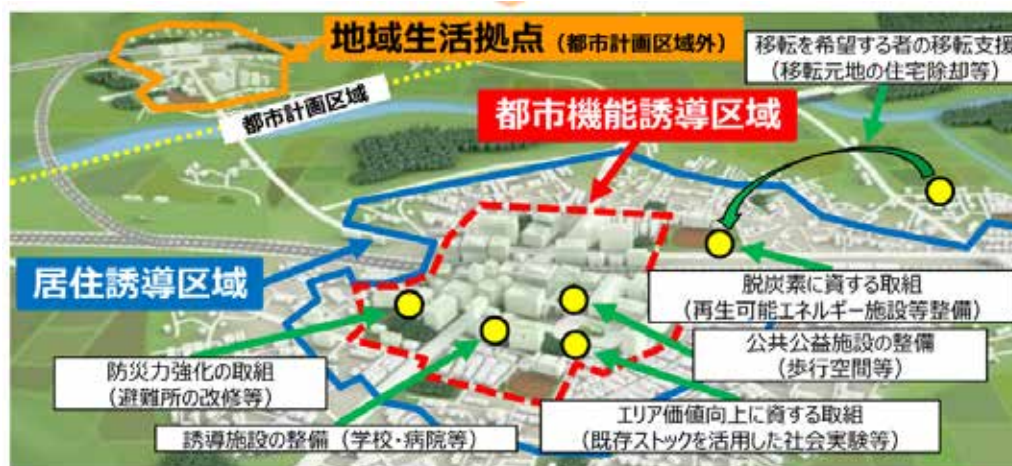 地域生活拠点（都市計画区域外）
移転を希望する者の移転支援
（移転元地の住宅除却等）
都市計画区域
都市機能誘導区域
居住誘導区域
脱炭素に資する取組
（再生可能エネルギー施設等整備）
公共公益施設の整備
（歩行空間等）
防災力強化の取組
（避難所の改修等）
エリア価値向上に資する取組
（既存ストックを活用した社会実験等）
誘導施設の整備（学校・病院等）